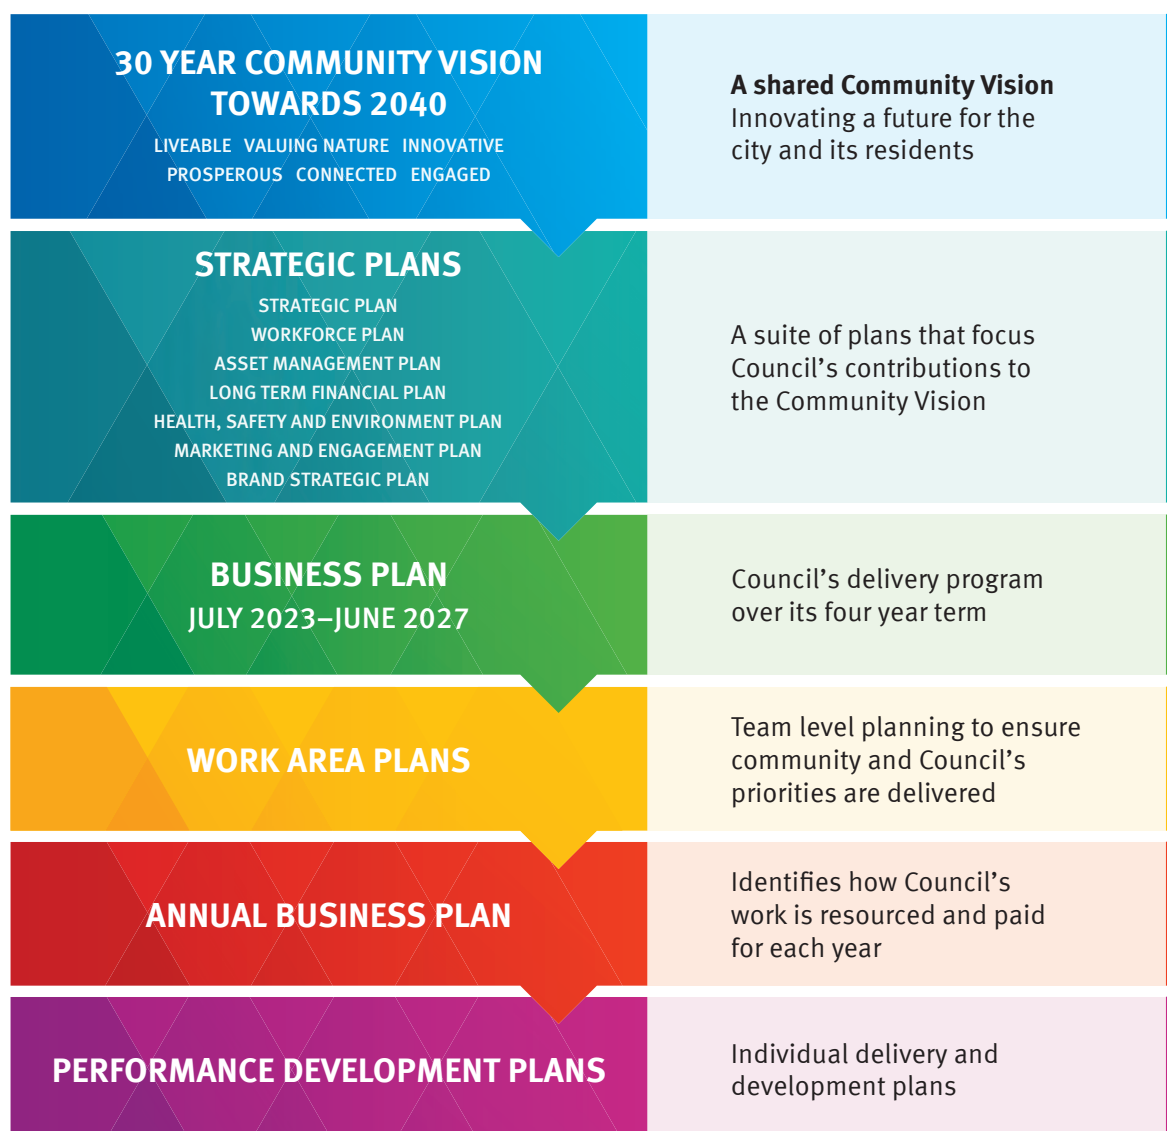 30 YEAR COMMUNITY VISION
TOWARDS 2040
LIVEABLE VALUING NATURE INNOVATIVE
PROSPEROUS CONNECTED ENGAGED
A shared Community Vision
Innovating a future for the
city and its residents
STRATEGIC PLANS
STRATEGIC PLAN
WORKFORCE PLAN
ASSET MANAGEMENT PLAN
LONG TERM FINANCIAL PLAN
HEALTH, SAFETY AND ENVIRONMENT PLAN
MARKETING AND ENGAGEMENT PLAN
BRAND STRATEGIC PLAN
A suite of plans that focus
Council’s contributions to
the Community Vision
BUSINESS PLAN
JULY 2023–JUNE 2027
Council’s delivery program
over its four year term
WORK AREA PLANS
Team level planning to ensure
community and Council’s
priorities are delivered
ANNUAL BUSINESS PLAN
Identifies how Council’s
work is resourced and paid
for each year
PERFORMANCE DEVELOPMENT PLANS
Individual delivery and
development plans